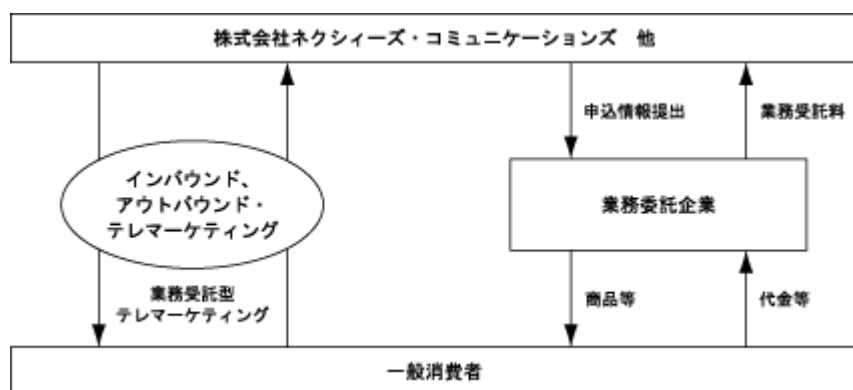 株式会社ネクシィーズ・コミュニケーションズ　他
申込情報提出
業務受託料
インバウンド、
アウトバウンド・
テレマーケティング
業務委託企業
業務受託型
テレマーケティング
商品等
代金等
一般消費者